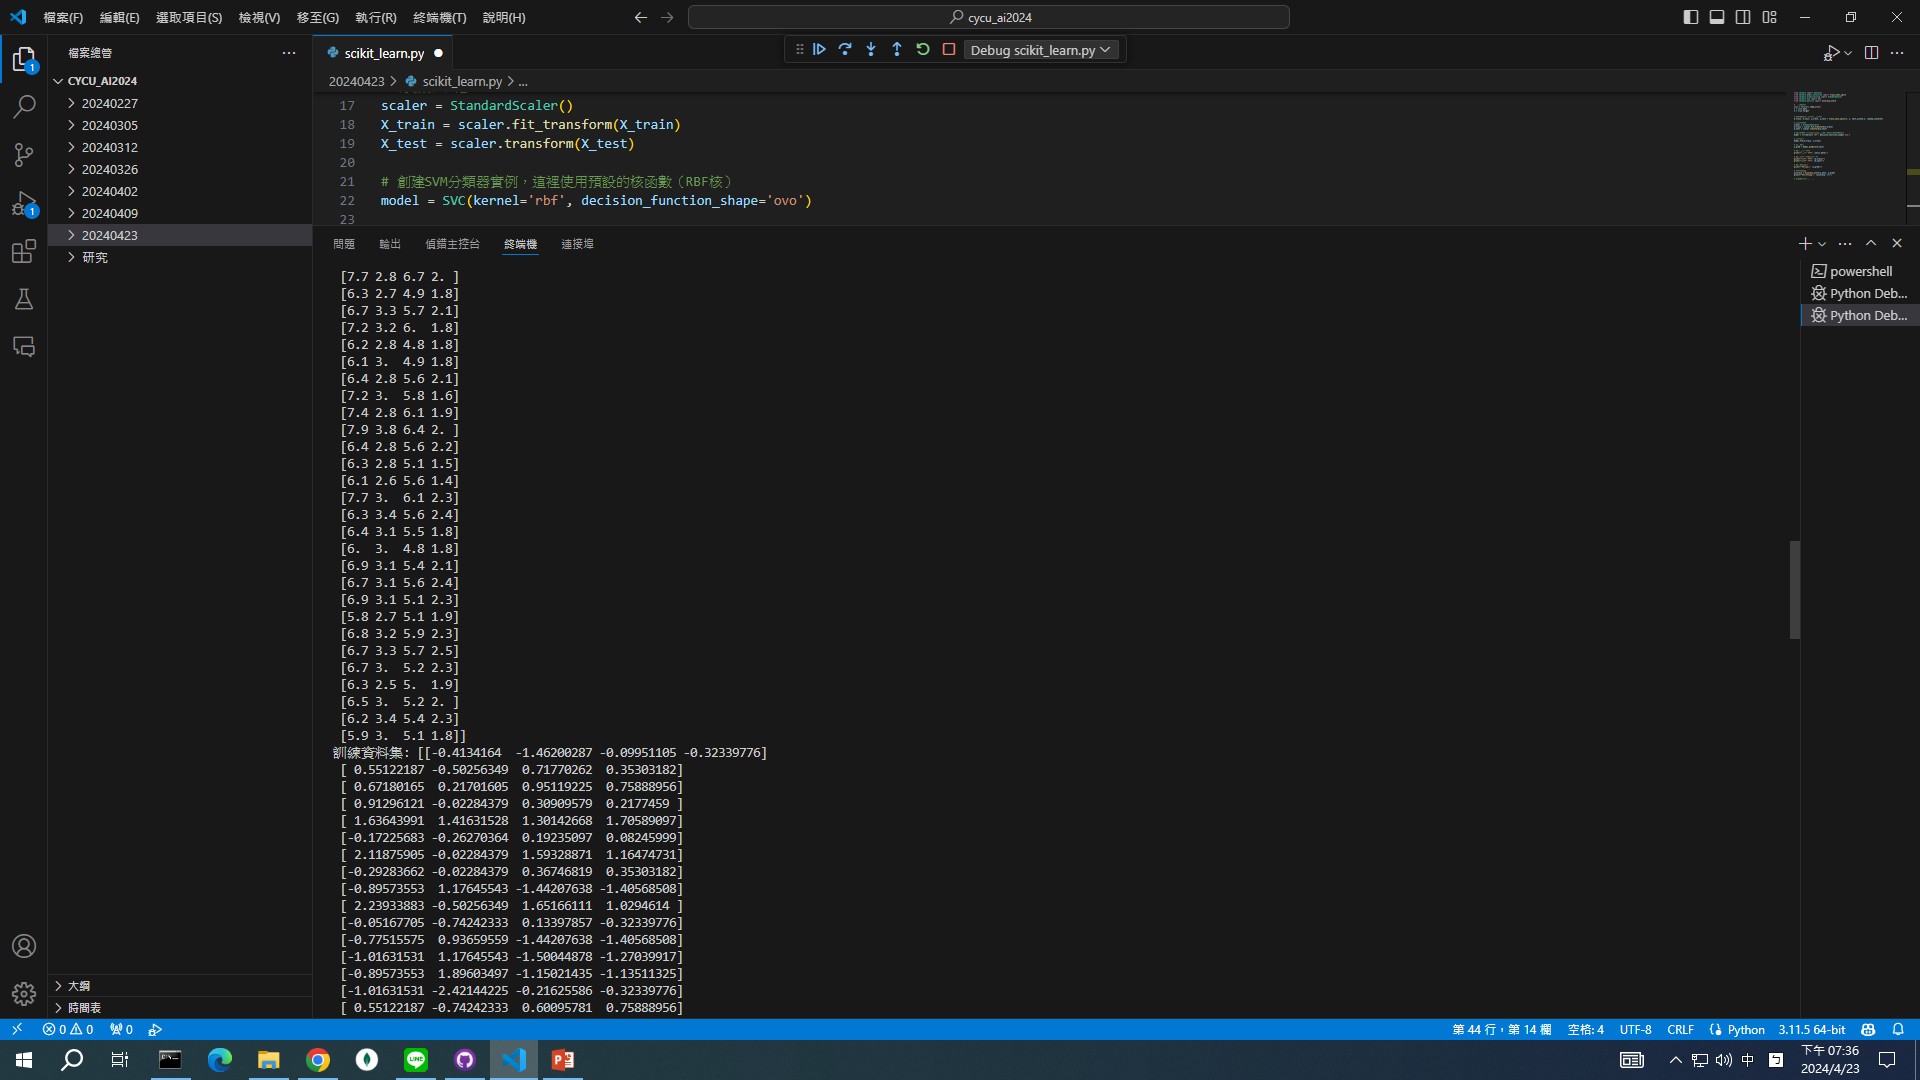 檔案(F) 編輯(E) 選取項目(S) 檢視(V) 移至(G) 執行(R) 終端機(T) 說明(H) cycu_ai2024
檔案總管
scikit_learn.py
Debug scikit_learn.py
CYCU_AI2024
20240423 > scikit_learn.py > ...
20240227
20240305
20240312
20240326
20240402
20240409
20240423
研究
17 scaler = StandardScaler()
18 X_train = scaler.fit_transform(X_train)
19 X_test = scaler.transform(X_test)
20
21 # 創建SVM分類器實例，這裡使用預設的核函數（RBF核）
22 model = SVC(kernel='rbf', decision_function_shape='ovo')
23
問題 輸出 偵錯主控台 終端機 連接埠
powershell
Python Deb...
Python Deb...
[7.7 2.8 6.7 2. ]
[6.3 2.7 4.9 1.8]
[6.7 3.3 5.7 2.1]
[7.2 3.2 6.  1.8]
[6.2 2.8 4.8 1.8]
[6.1 3.  4.9 1.8]
[6.4 2.8 5.6 2.1]
[7.2 3.  5.8 1.6]
[7.4 2.8 6.1 1.9]
[7.9 3.8 6.4 2. ]
[6.4 2.8 5.6 2.2]
[6.3 2.8 5.1 1.5]
[6.1 2.6 5.6 1.4]
[7.7 3.  6.1 2.3]
[6.3 3.4 5.6 2.4]
[6.4 3.1 5.5 1.8]
[6.  3.  4.8 1.8]
[6.9 3.1 5.4 2.1]
[6.7 3.1 5.6 2.4]
[6.9 3.1 5.1 2.3]
[5.8 2.7 5.1 1.9]
[6.8 3.2 5.9 2.3]
[6.7 3.3 5.7 2.5]
[6.7 3.  5.2 2.3]
[6.3 2.5 5.  1.9]
[6.5 3.  5.2 2. ]
[6.2 3.4 5.4 2.3]
[5.9 3.  5.1 1.8]]
訓練資料集: [[-0.4134164  -1.46200287 -0.09951105 -0.32339776]
[ 0.55122187 -0.50256349  0.71770262  0.35303182]
[ 0.67180165  0.21701605  0.95119225  0.75888956]
[ 0.91296121 -0.02284379  0.30909579  0.2177459 ]
[ 1.63643991  1.41631528  1.30142668  1.70589097]
[-0.17225683 -0.26270364  0.19235097  0.08245999]
[ 2.11875905 -0.02284379  1.59328871  1.16474731]
[-0.29283662 -0.02284379  0.36746819  0.35303182]
[-0.89573553  1.17645543 -1.44207638 -1.40568508]
[ 2.23933883 -0.50256349  1.65166111  1.0294614 ]
[-0.05167705 -0.74242333  0.13397857 -0.32339776]
[-0.77515575  0.93659559 -1.44207638 -1.40568508]
[-1.01631531  1.17645543 -1.50044878 -1.27039917]
[-0.89573553  1.89603497 -1.15021435 -1.13511325]
[-1.01631531 -2.42144225 -0.21625586 -0.32339776]
[ 0.55122187 -0.74242333  0.60095781  0.75888956]
大綱
時間表
0 0 0 第 44 行，第 14 欄 空格: 4 UTF-8 CRLF Python 3.11.5 64-bit
中 下午 07:36
2024/4/23